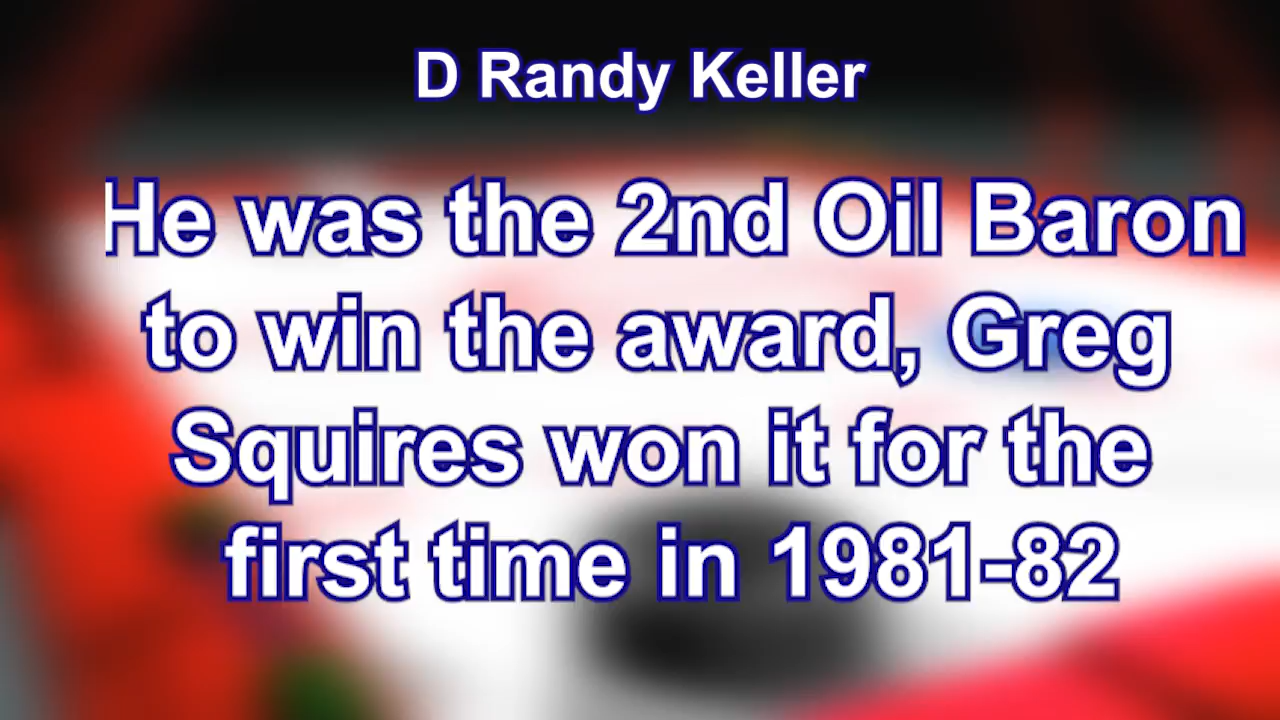 D Randy Keller
He was the 2nd Oil Baron
to win the award, Greg
Squires won it for the
first time in 1981-82